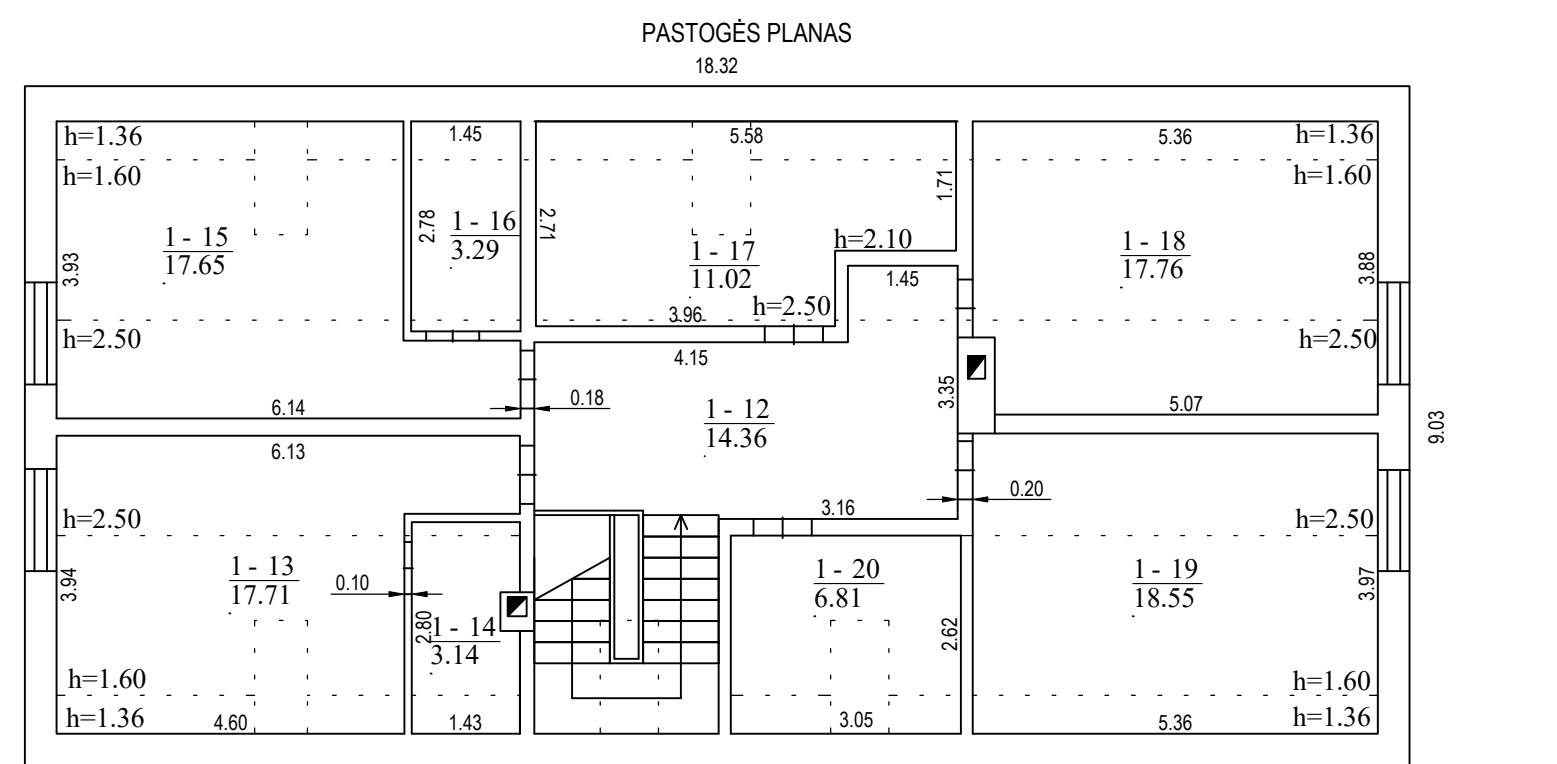 PASTOGĖS PLANAS
18.32
h=1.36
1.45
5.58
5.36
h=1.36
h=1.60
h=1.60
1.71
2.78
2.71
1 - 15
17.65
1 - 16
3.29
1 - 17
11.02
h=2.10
1 - 18
17.76
3.93
3.88
1.45
h=2.50
3.96
h=2.50
h=2.50
4.15
3.35
6.14
0.18
1 - 12
14.36
5.07
9.03
6.13
3.16
0.20
h=2.50
h=2.50
1 - 13
17.71
0.10
3.94
1 - 20
6.81
1 - 19
18.55
3.97
2.80
1 - 14
3.14
2.62
h=1.60
h=1.60
h=1.36
4.60
1.43
3.05
5.36
h=1.36